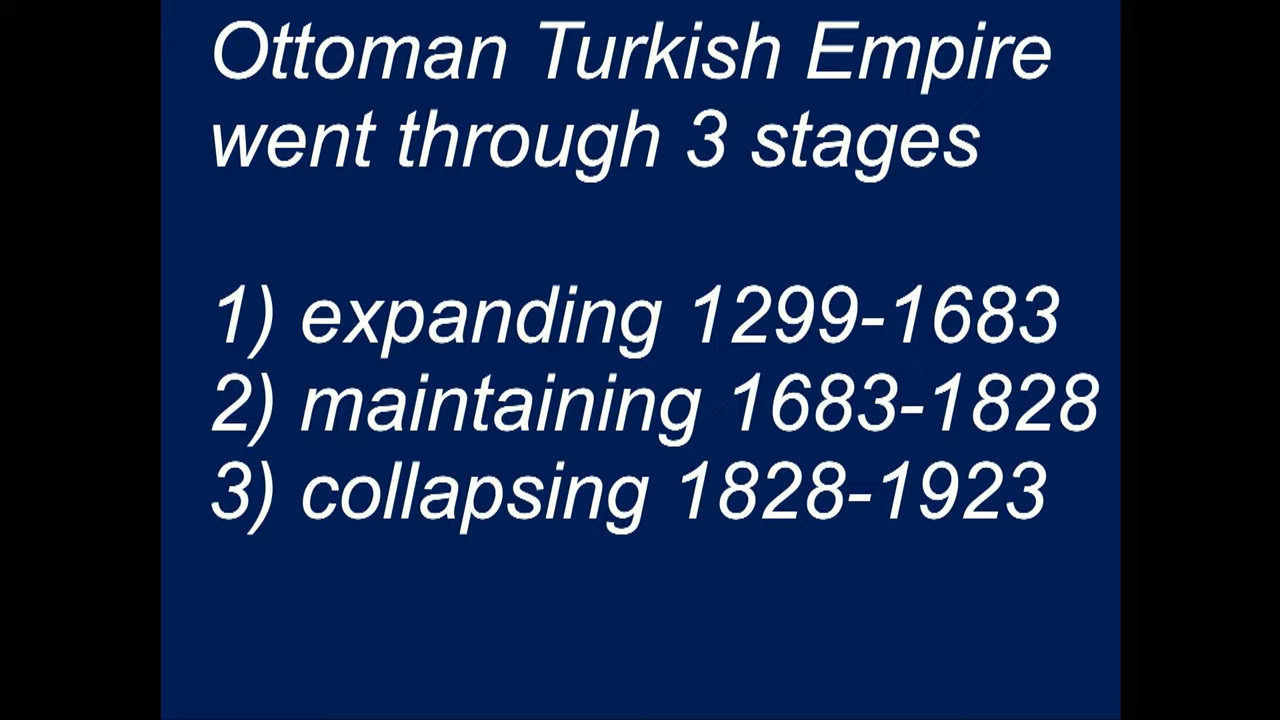 Ottoman Turkish Empire
went through 3 stages
1) expanding 1299-1683
2) maintaining 1683-1828
3) collapsing 1828-1923